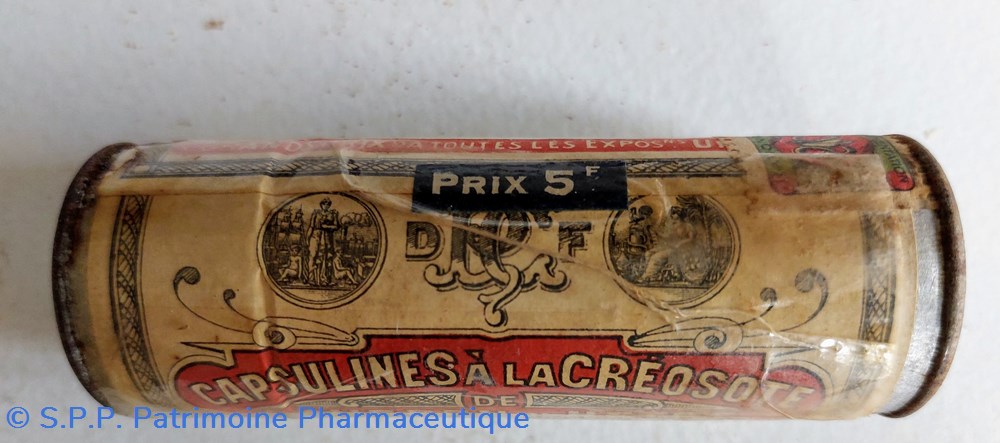 A TOUTES LES EXPOSᵒⁿˢ
PRIX 5F
CAPSULINES À LA CRÉOSOTE
DE
© S.P.P. Patrimoine Pharmaceutique